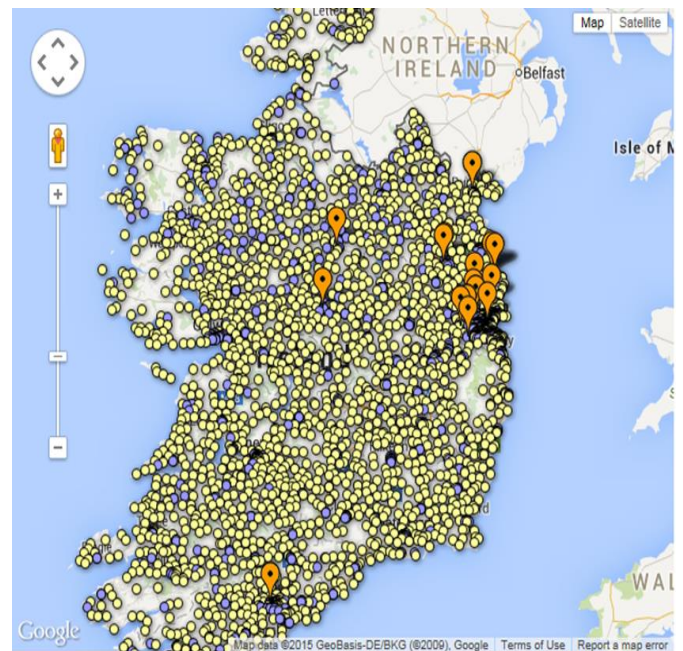 Map Satellite
NORTHERN
IRELAND
Belfast
Isle of M
WAL
Google
Map data ©2015 GeoBasis-DE/BKG (©2009), Google Terms of Use Report a map error